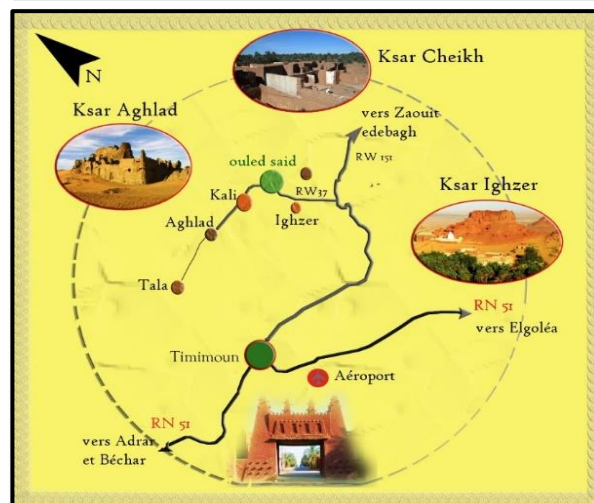 Ksar Cheikh
N
Ksar Aghlad
vers Zaouit
edebagh
RW 151
ouled said
RW37
Kali
Ighzer
Ksar Ighzer
Aghlad
Tala
RN 51
vers Elgoléa
Timimoun
Aéroport
RN 51
vers Adrar
et Béchar